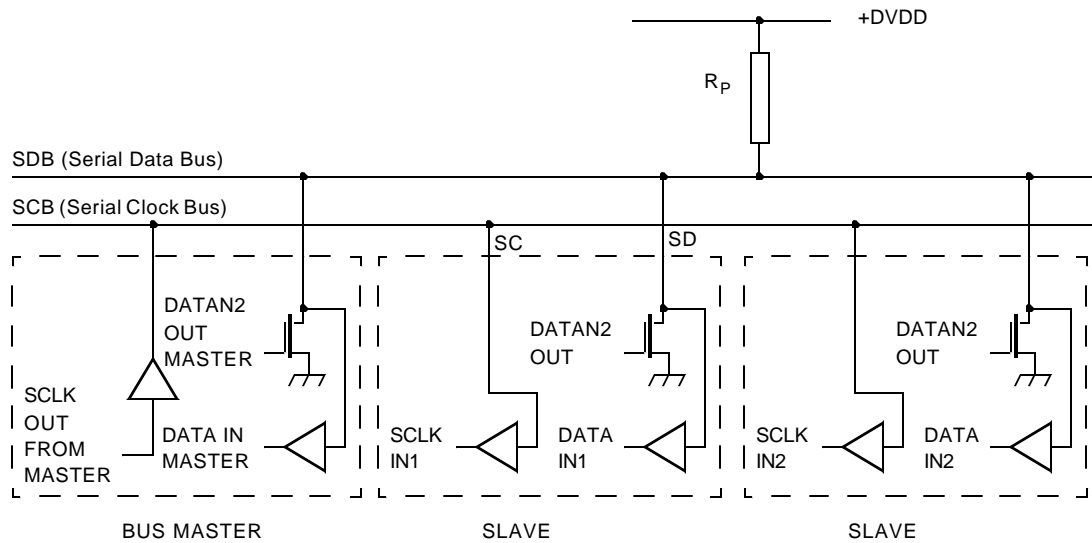 +DVDD
RP
SDB (Serial Data Bus)
SCB (Serial Clock Bus)
SC
SD
DATAN2
OUT
MASTER
SCLK
OUT
FROM
MASTER
DATA IN
MASTER
DATAN2
OUT
SCLK
IN1
DATA
IN1
DATAN2
OUT
SCLK
IN2
DATA
IN2
BUS MASTER
SLAVE
SLAVE